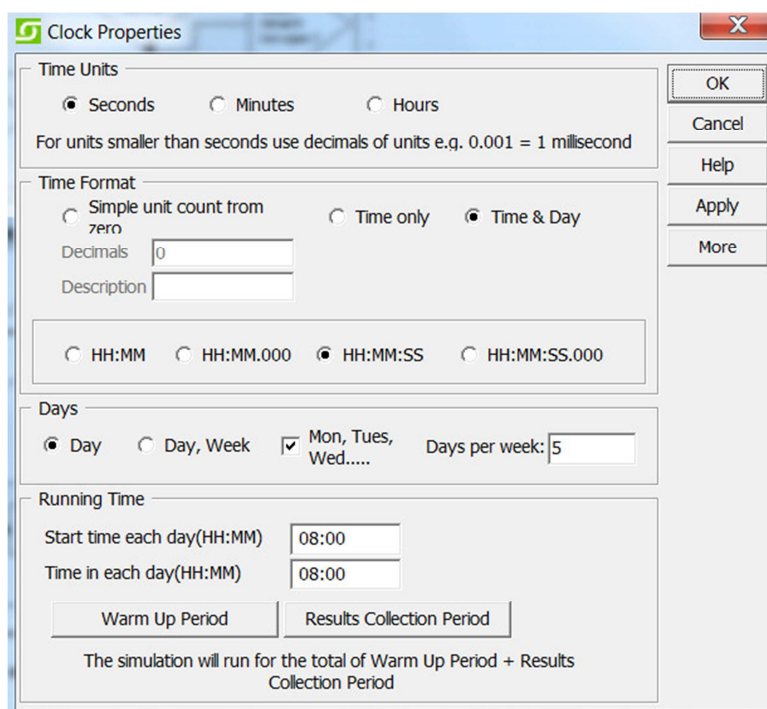 Clock Properties
Time Units
Seconds Minutes Hours
For units smaller than seconds use decimals of units e.g. 0.001 = 1 millisecond
Time Format
Simple unit count from
zero
Time only Time & Day
Decimals 0
Description
HH:MM HH:MM.000 HH:MM:SS HH:MM:SS.000
Days
Day Day, Week Mon, Tues,
Wed.....
Days per week: 5
Running Time
Start time each day(HH:MM) 08:00
Time in each day(HH:MM) 08:00
Warm Up Period Results Collection Period
The simulation will run for the total of Warm Up Period + Results
Collection Period
OK
Cancel
Help
Apply
More